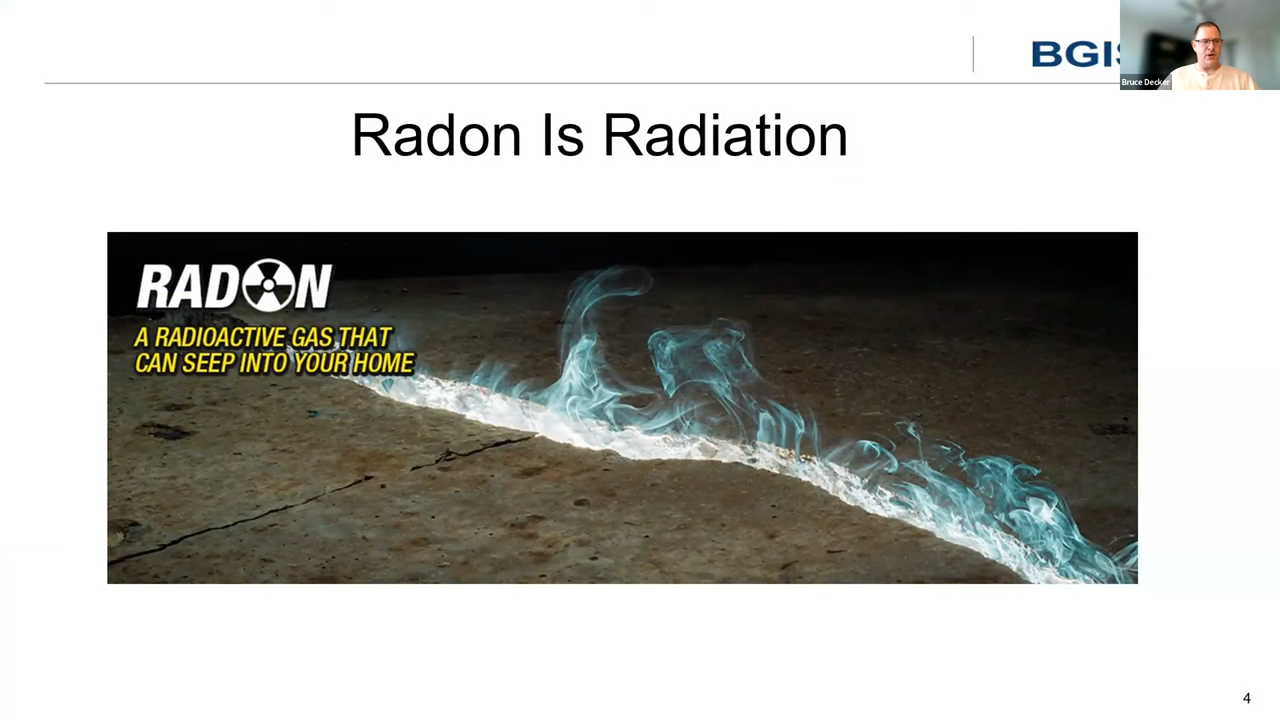 BGIS
Bruce Decker
Radon Is Radiation
RADON
A RADIOACTIVE GAS THAT
CAN SEEP INTO YOUR HOME
4